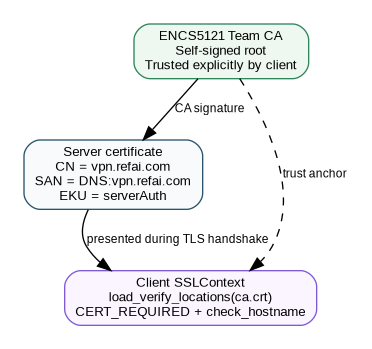 ENCS5121 Team CA
Self-signed root
Trusted explicitly by client
CA signature
Server certificate
CN = vpn.refai.com
SAN = DNS:vpn.refai.com
EKU = serverAuth
trust anchor
presented during TLS handshake
Client SSLContext
load_verify_locations(ca.crt)
CERT_REQUIRED + check_hostname